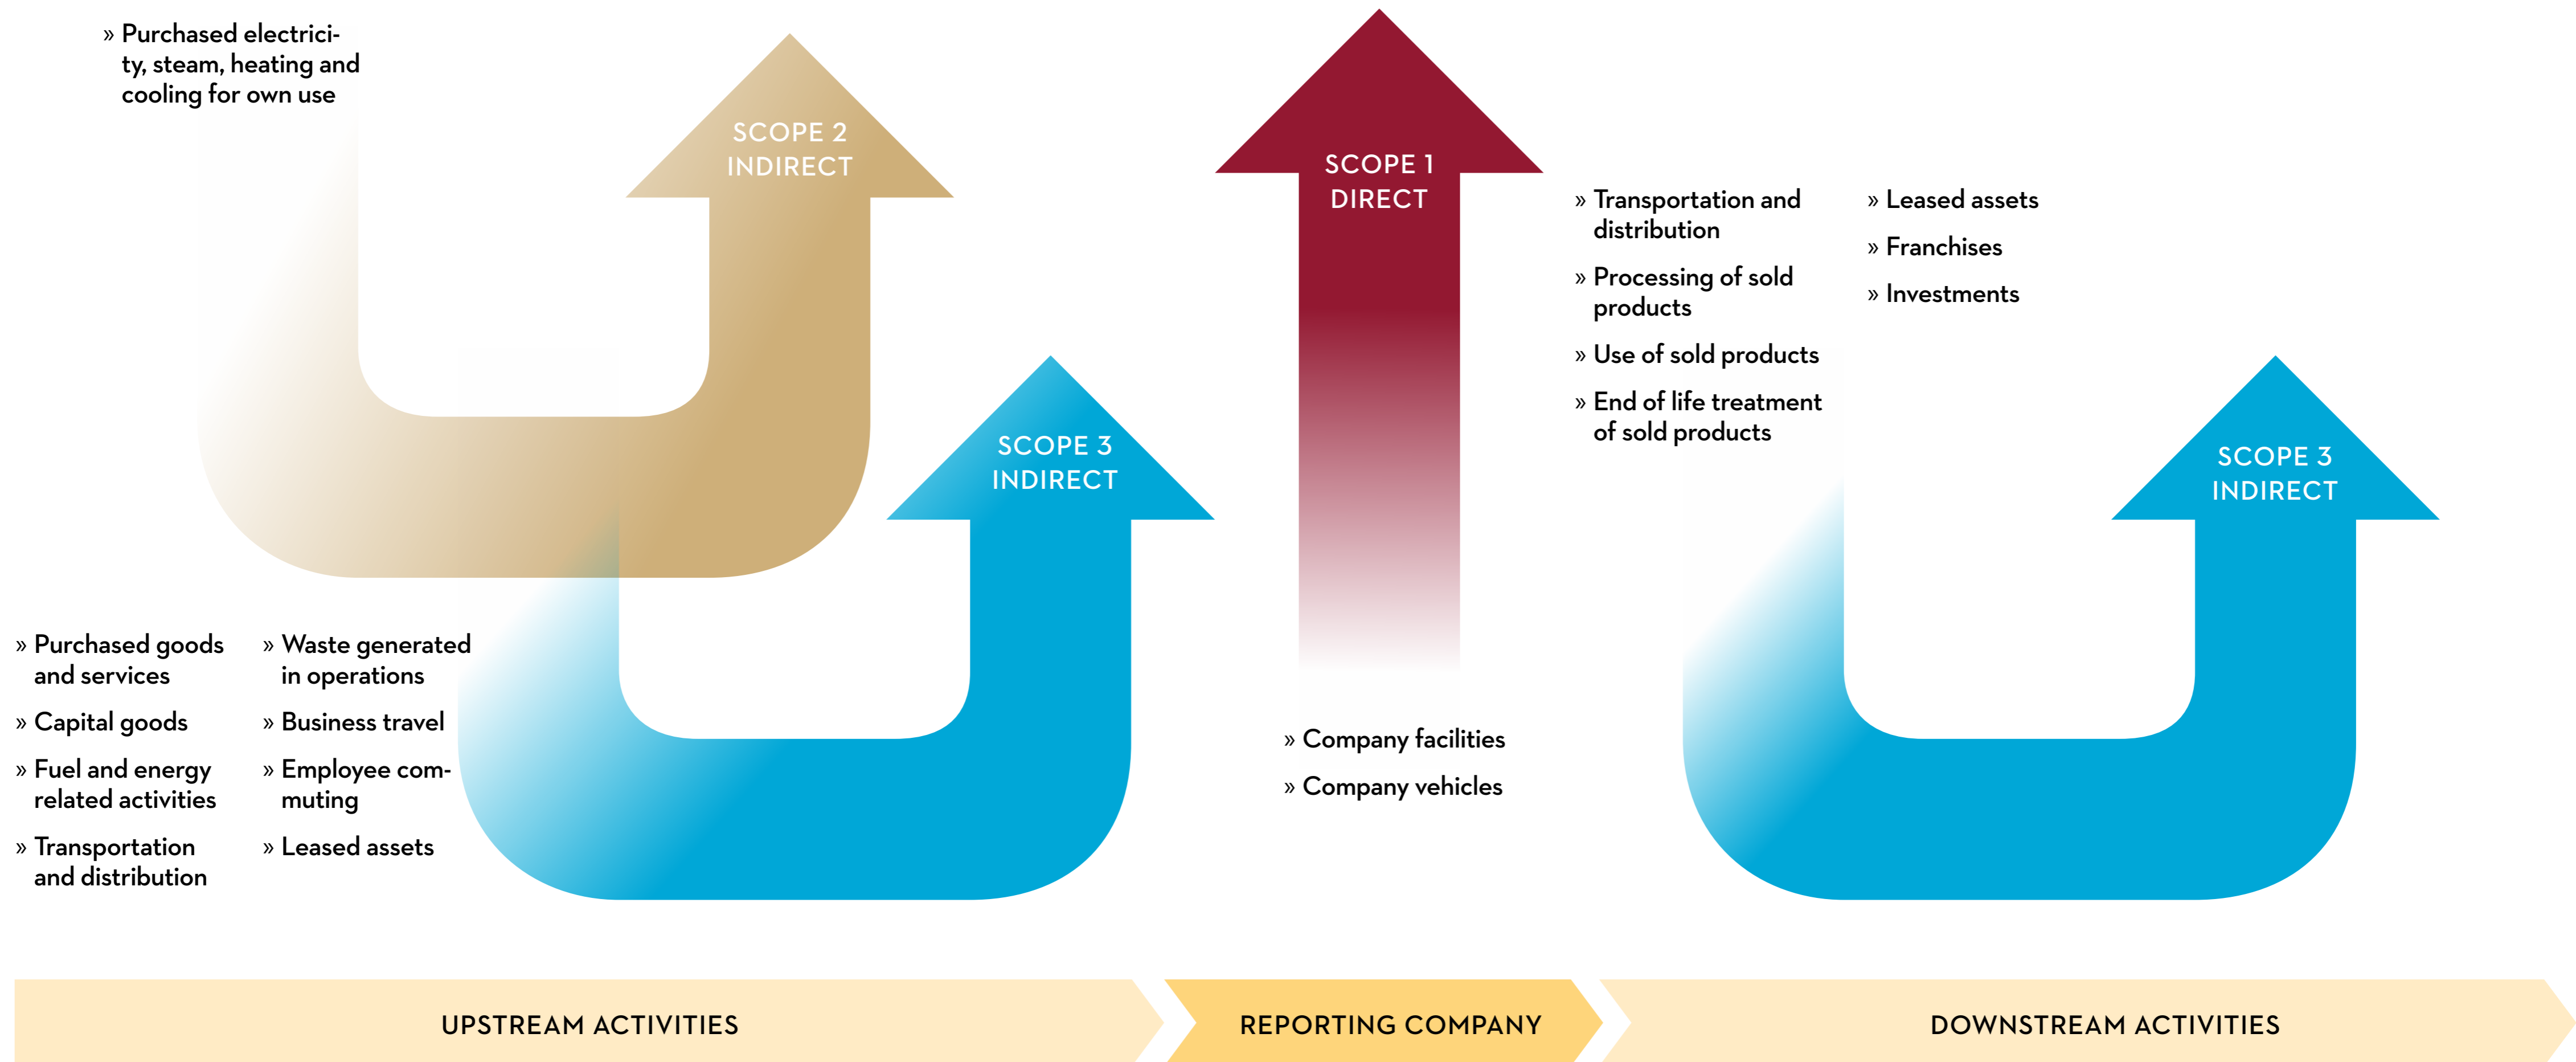 » Purchased electrici-
ty, steam, heating and
cooling for own use
SCOPE 2
INDIRECT
» Purchased goods
and services
» Capital goods
» Fuel and energy
related activities
» Transportation
and distribution
» Waste generated
in operations
» Business travel
» Employee com-
muting
» Leased assets
SCOPE 3
INDIRECT
SCOPE 1
DIRECT
» Company facilities
» Company vehicles
» Transportation and
distribution
» Processing of sold
products
» Use of sold products
» End of life treatment
of sold products
» Leased assets
» Franchises
» Investments
SCOPE 3
INDIRECT
UPSTREAM ACTIVITIES
REPORTING COMPANY
DOWNSTREAM ACTIVITIES